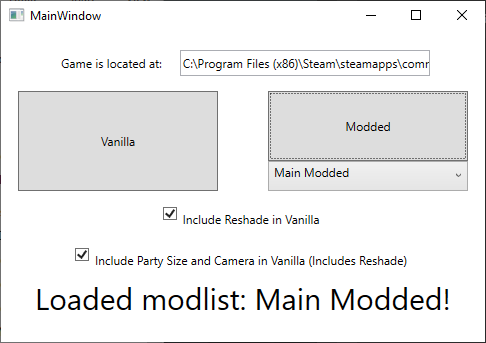 MainWindow
Game is located at: C:\Program Files (x86)\Steam\steamapps\comr
Vanilla
Modded
Main Modded
Include Reshade in Vanilla
Include Party Size and Camera in Vanilla (Includes Reshade)
Loaded modlist: Main Modded!